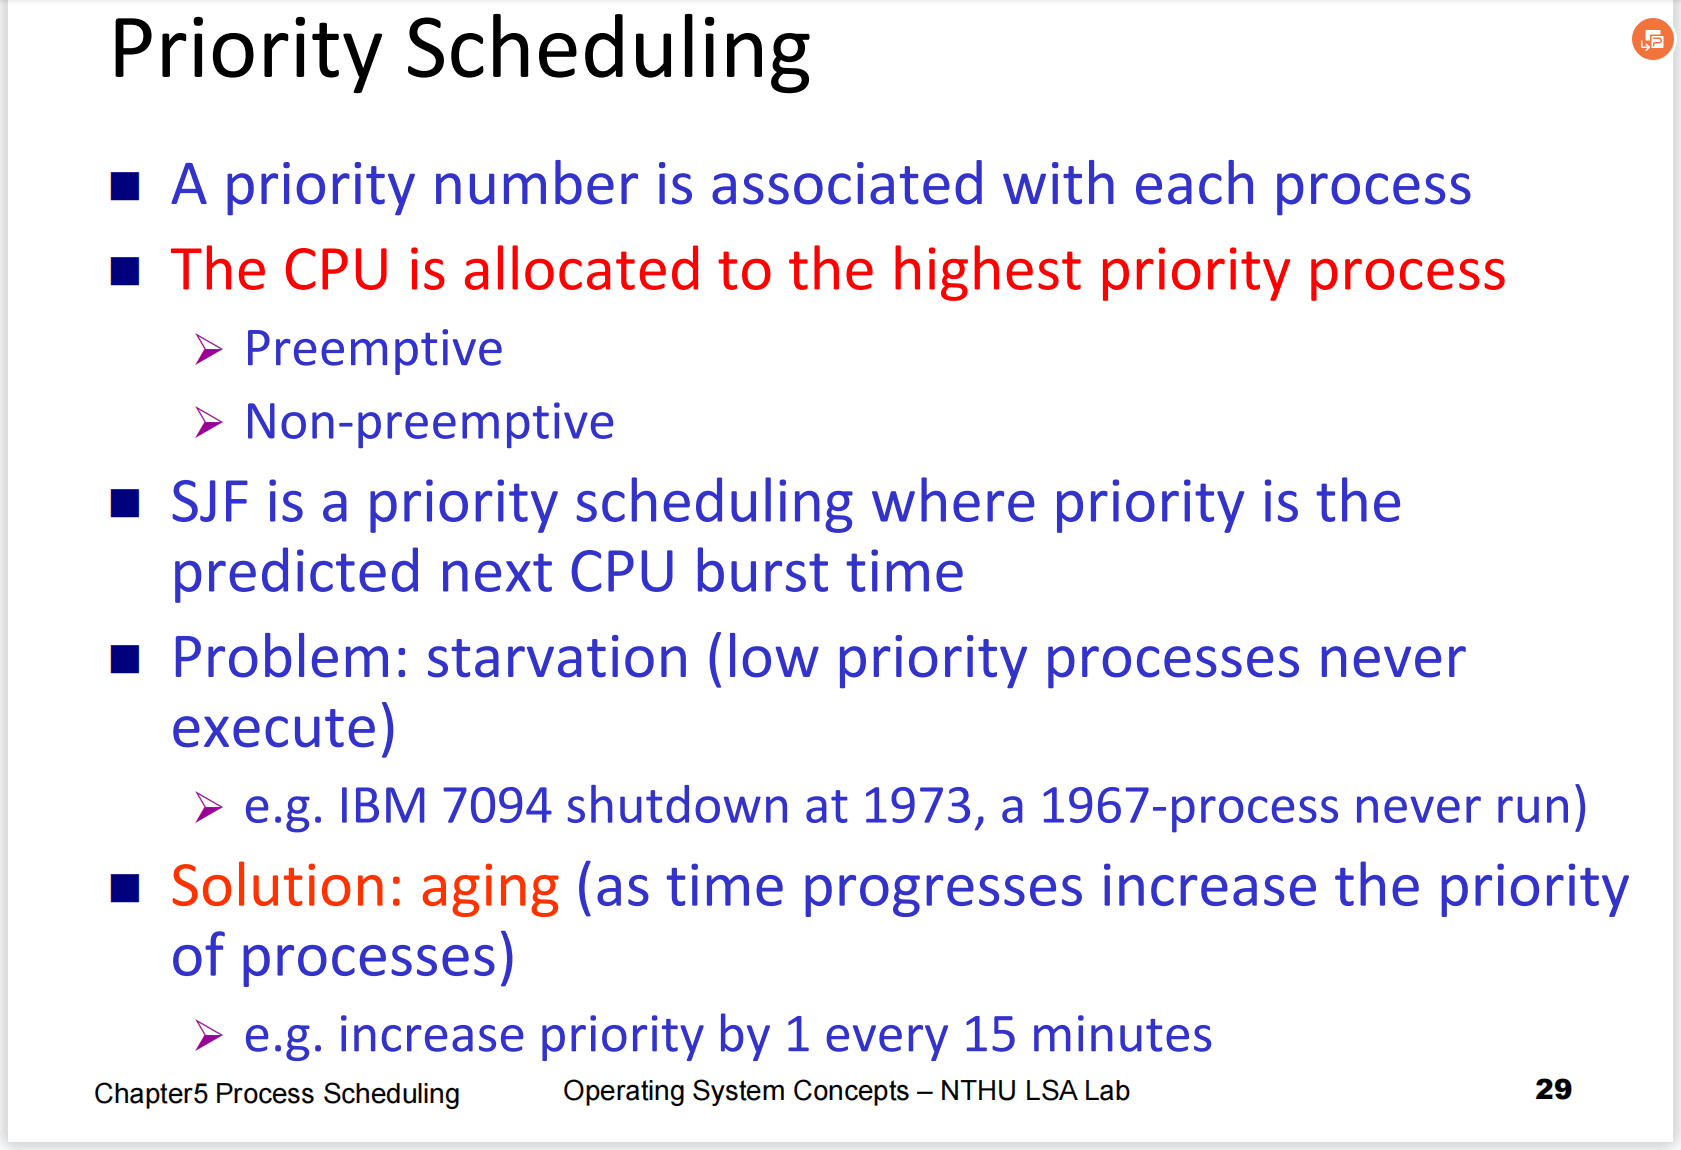 Priority Scheduling
A priority number is associated with each process
The CPU is allocated to the highest priority process
Preemptive
Non-preemptive
SJF is a priority scheduling where priority is the
predicted next CPU burst time
Problem: starvation (low priority processes never
execute)
e.g. IBM 7094 shutdown at 1973, a 1967-process never run)
Solution: aging (as time progresses increase the priority
of processes)
e.g. increase priority by 1 every 15 minutes
Chapter5 Process Scheduling Operating System Concepts – NTHU LSA Lab 29